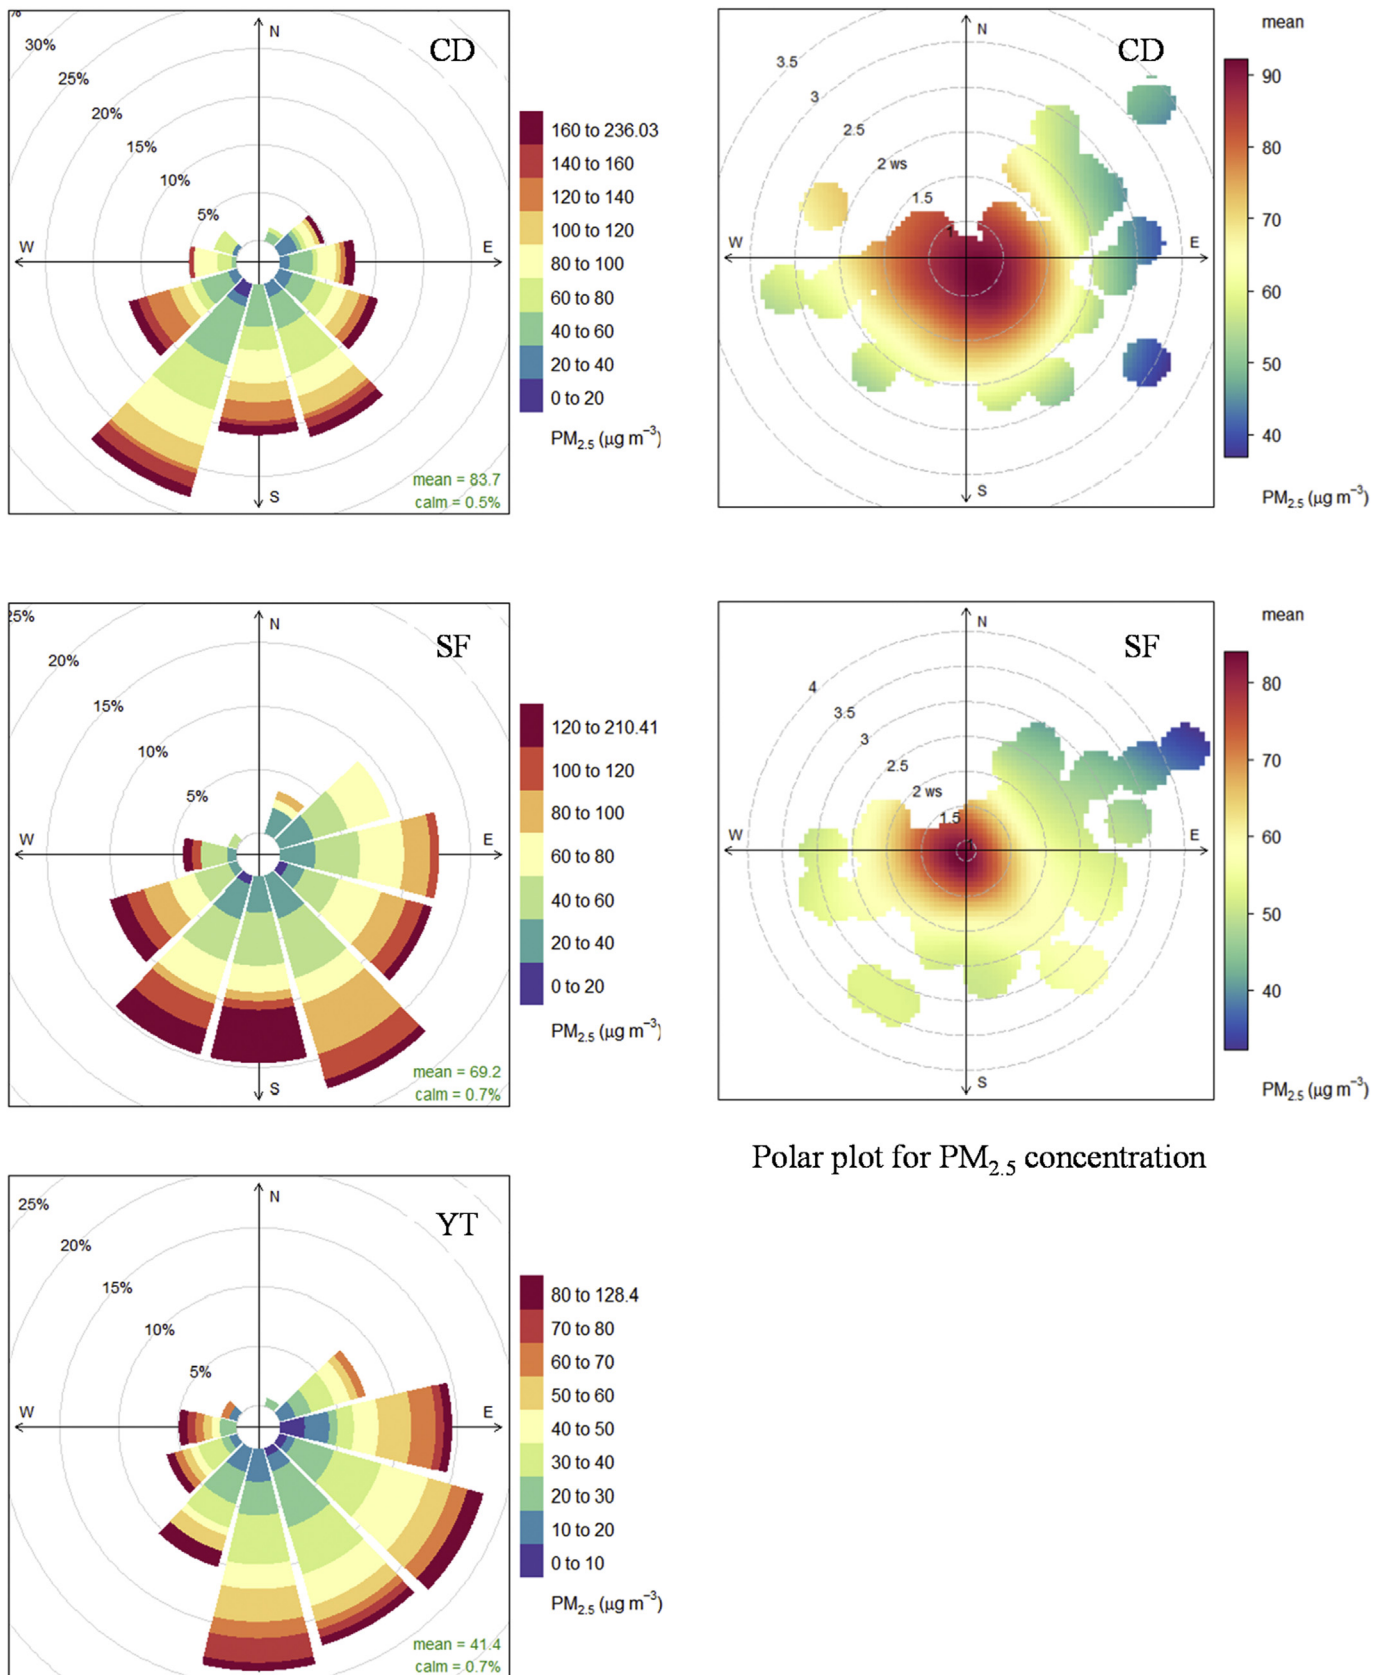 %
30%
25%
20%
15%
10%
5%
N
CD
W
E
S
mean = 83.7
calm = 0.5%
160 to 236.03
140 to 160
120 to 140
100 to 120
80 to 100
60 to 80
40 to 60
20 to 40
0 to 20
PM2.5 (μg m−3)
3.5
3
2.5
2 ws
1.5
1
N
CD
W
E
S
mean
90
80
70
60
50
40
PM2.5 (μg m−3)
25%
20%
15%
10%
5%
N
SF
W
E
S
mean = 69.2
calm = 0.7%
120 to 210.41
100 to 120
80 to 100
60 to 80
40 to 60
20 to 40
0 to 20
PM2.5 (μg m−3)
4
3.5
3
2.5
2 ws
1.5
N
SF
W
E
S
mean
80
70
60
50
40
PM2.5 (μg m−3)
Polar plot for PM2.5 concentration
25%
20%
15%
10%
5%
N
YT
W
E
mean = 41.4
calm = 0.7%
80 to 128.4
70 to 80
60 to 70
50 to 60
40 to 50
30 to 40
20 to 30
10 to 20
0 to 10
PM2.5 (μg m−3)